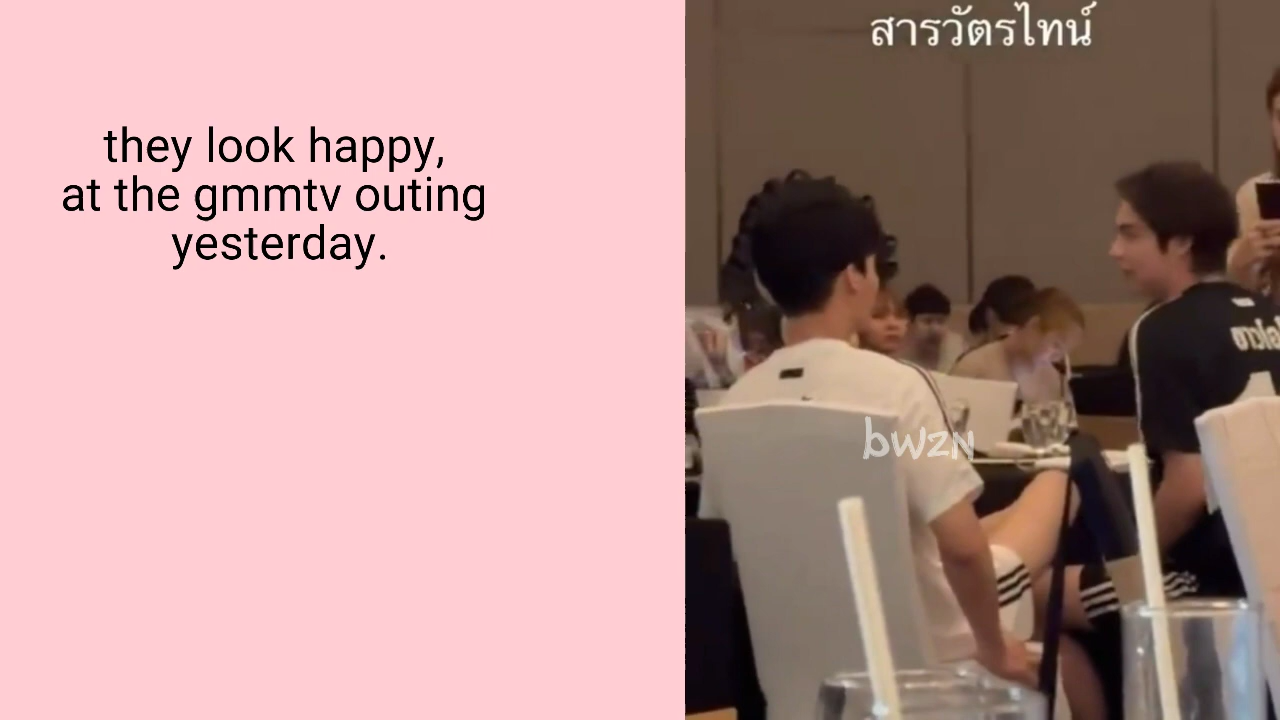 they look happy,
at the gmmtv outing
yesterday.
สารวัตรไทน์
bwzn